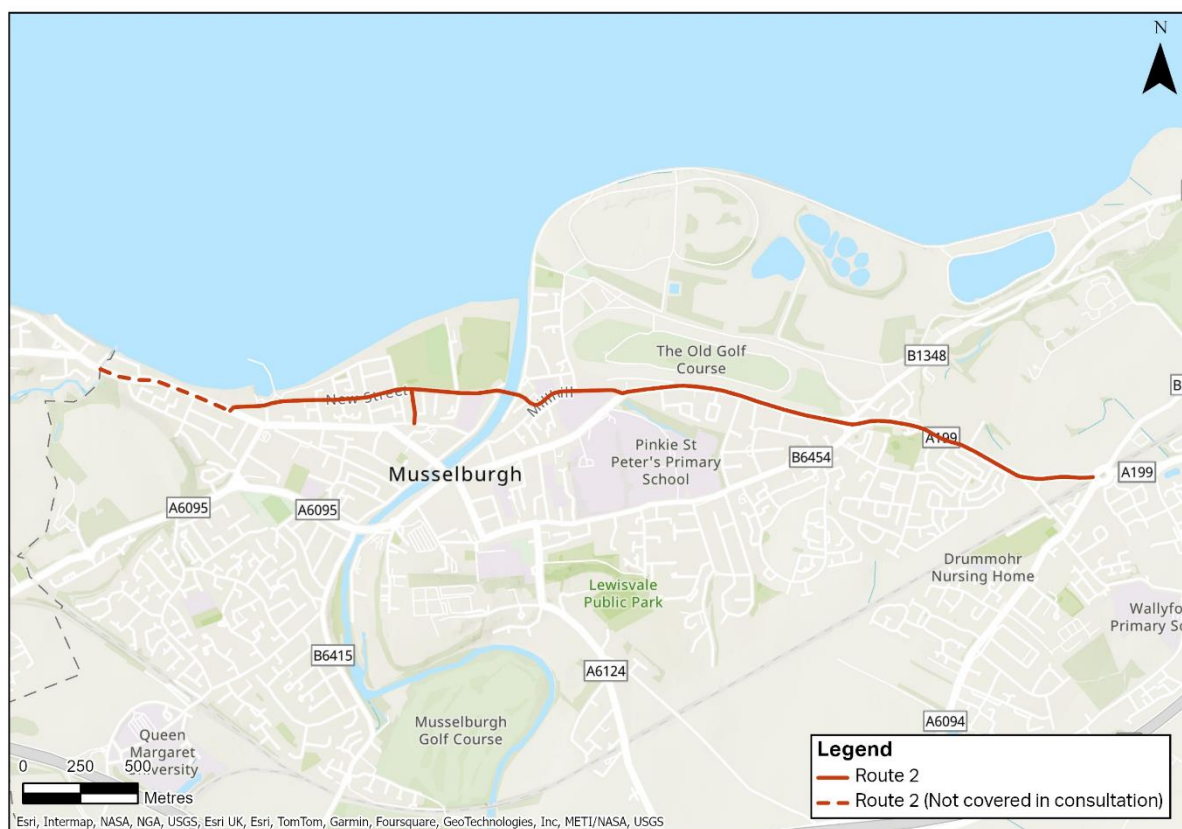 N
The Old Golf
Course
B1348
New Street
Millhill
A199
Pinkie St
Peter's Primary
School
B6454
A199
Musselburgh
A6095
A6095
Drummohr
Nursing Home
Lewisvale
Public Park
Wallyfo
Primary Sc
B6415
A6124
A6094
Musselburgh
Golf Course
Queen
Margaret
University
Legend
Route 2
Route 2 (Not covered in consultation)
0 250 500
Metres
Esri, Intermap, NASA, NGA, USGS, Esri UK, Esri, TomTom, Garmin, Foursquare, GeoTechnologies, Inc, METI/NASA, USGS